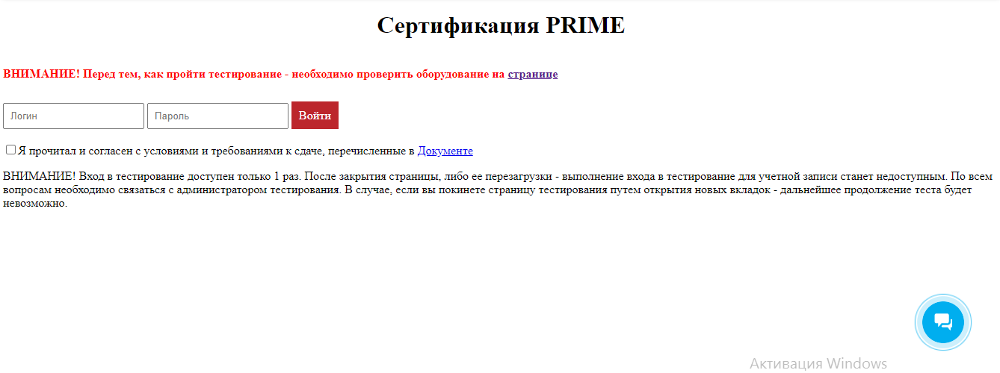 Сертификация PRIME
ВНИМАНИЕ! Перед тем, как пройти тестирование - необходимо проверить оборудование на странице
Логин Пароль Войти
Я прочитал и согласен с условиями и требованиями к сдаче, перечисленные в Документе
ВНИМАНИЕ! Вход в тестирование доступен только 1 раз. После закрытия страницы, либо ее перезагрузки - выполнение входа в тестирование для учетной записи станет недоступным. По всем
вопросам необходимо связаться с администратором тестирования. В случае, если вы покинете страницу тестирования путем открытия новых вкладок - дальнейшее продолжение теста будет
невозможно.
Активация Windows